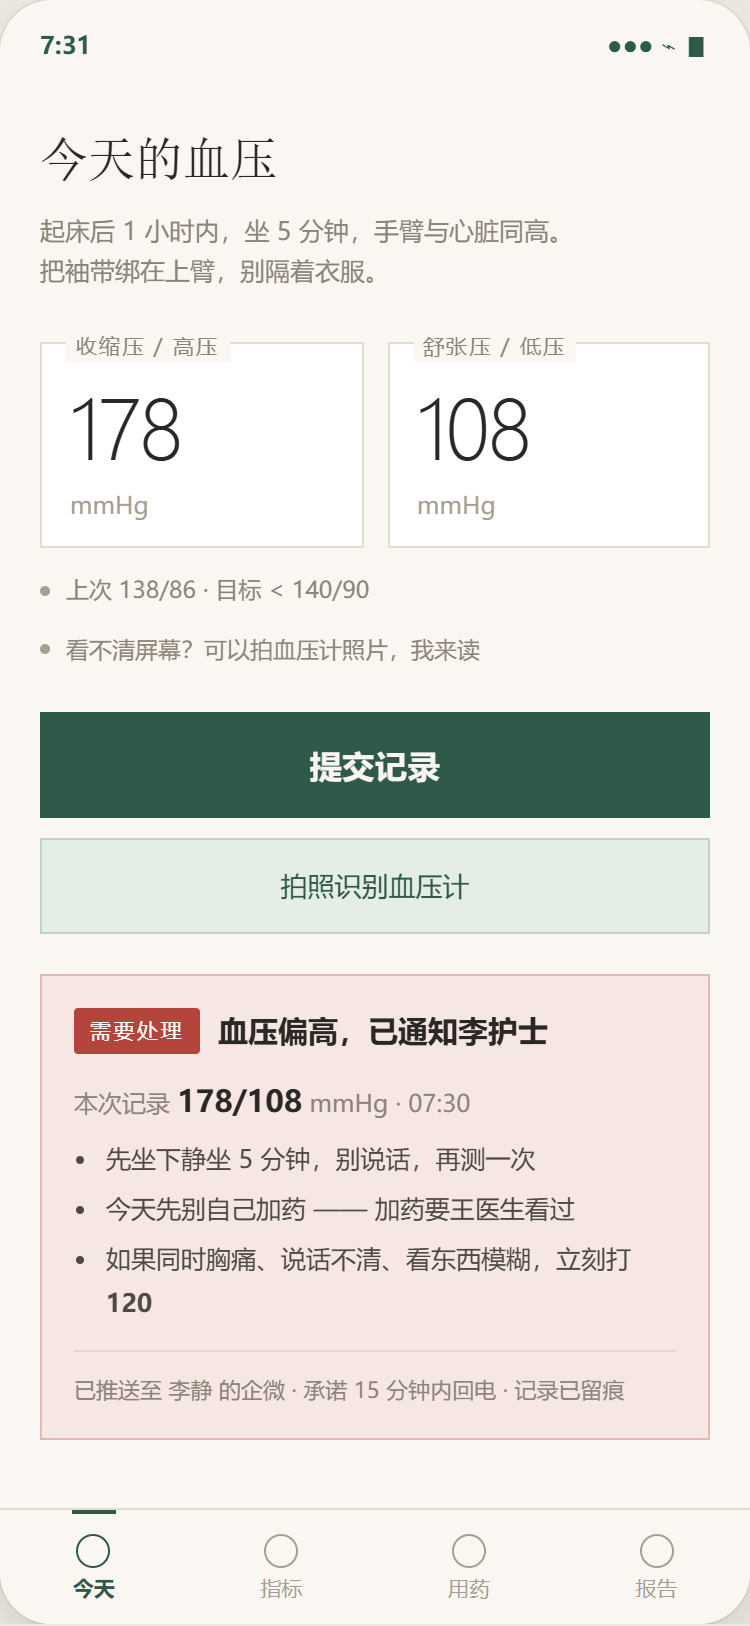 7:31
今天的血压
起床后 1 小时内，坐 5 分钟，手臂与心脏同高。
把袖带绑在上臂，别隔着衣服。
收缩压 / 高压
舒张压 / 低压
178
108
mmHg
mmHg
上次 138/86 · 目标 < 140/90
看不清屏幕？可以拍血压计照片，我来读
提交记录
拍照识别血压计
需要处理 血压偏高，已通知李护士
本次记录 178/108 mmHg · 07:30
先坐下静坐 5 分钟，别说话，再测一次
今天先别自己加药 —— 加药要王医生看过
如果同时胸痛、说话不清、看东西模糊，立刻打
120
已推送至 李静 的企微 · 承诺 15 分钟内回电 · 记录已留痕
今天 指标 用药 报告